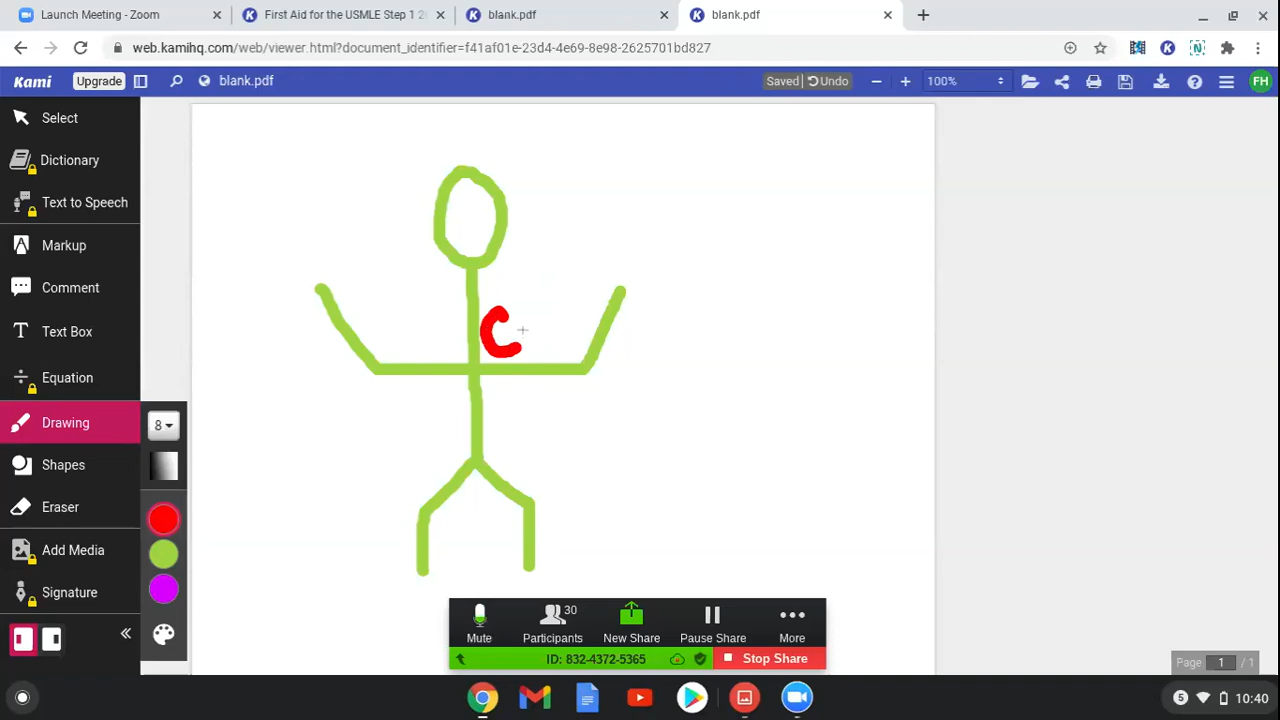 Launch Meeting - Zoom
First Aid for the USMLE Step 1 2
blank.pdf
blank.pdf
web.kamihq.com/web/viewer.html?document_identifier=f41af01e-23d4-4e69-8e98-2625701bd827
Kami Upgrade blank.pdf Saved Undo 100% FH
Select
Dictionary
Text to Speech
Markup
Comment
Text Box
Equation
Drawing
Shapes
Eraser
Add Media
Signature
8
C
30
Mute Participants New Share Pause Share More
ID: 832-4372-5365 Stop Share
Page 1 / 1
5 10:40